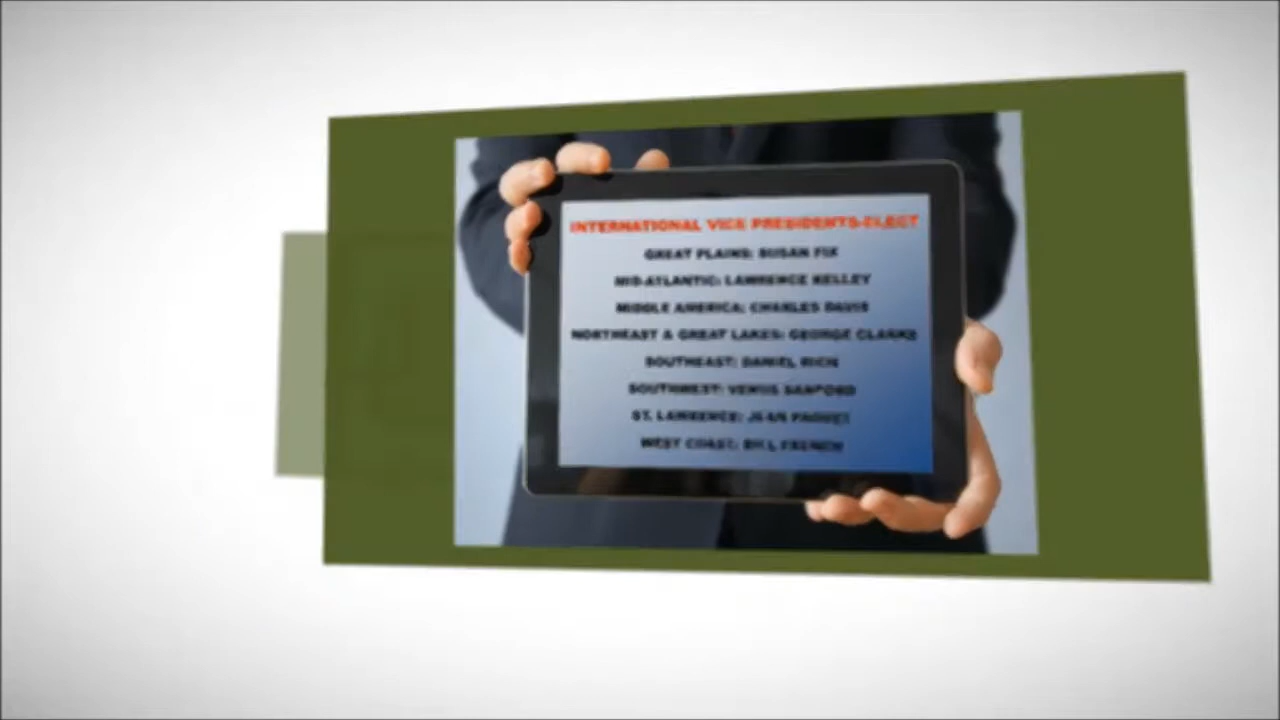 INTERNATIONAL VICE PRESIDENTS-ELECT
GREAT PLAINS: SUSAN FIX
MID-ATLANTIC: LAWRENCE KELLEY
MIDDLE AMERICA: CHARLES DAVIS
NORTHEAST & GREAT LAKES: GEORGE CLARKE
SOUTHEAST: DANIEL RICH
SOUTHWEST: VENUS SANFORD
ST. LAWRENCE: JEAN PAQUET
WEST COAST: BILL FRENCH